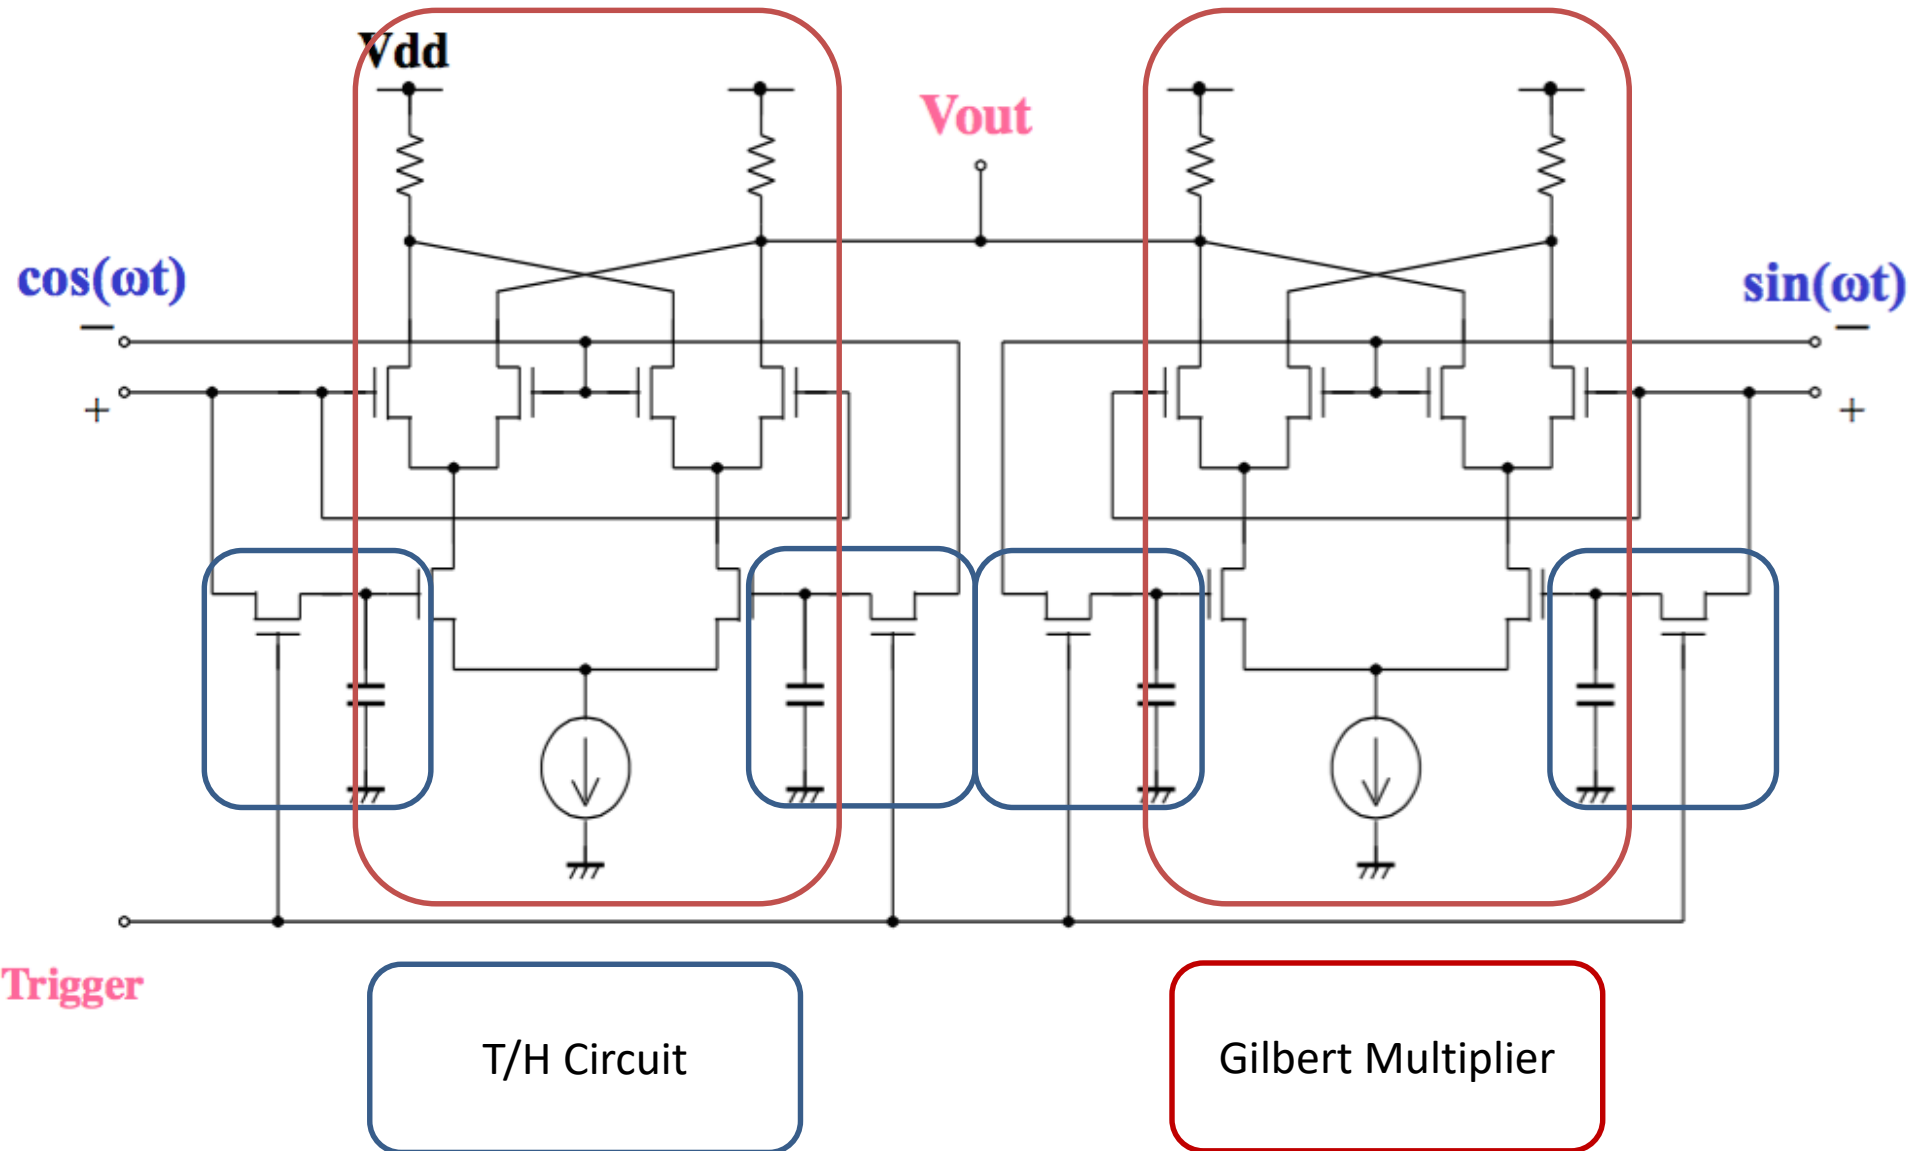 Vdd
Vout
cos(ωt)
sin(ωt)
−
−
+
+
Trigger
T/H Circuit
Gilbert Multiplier